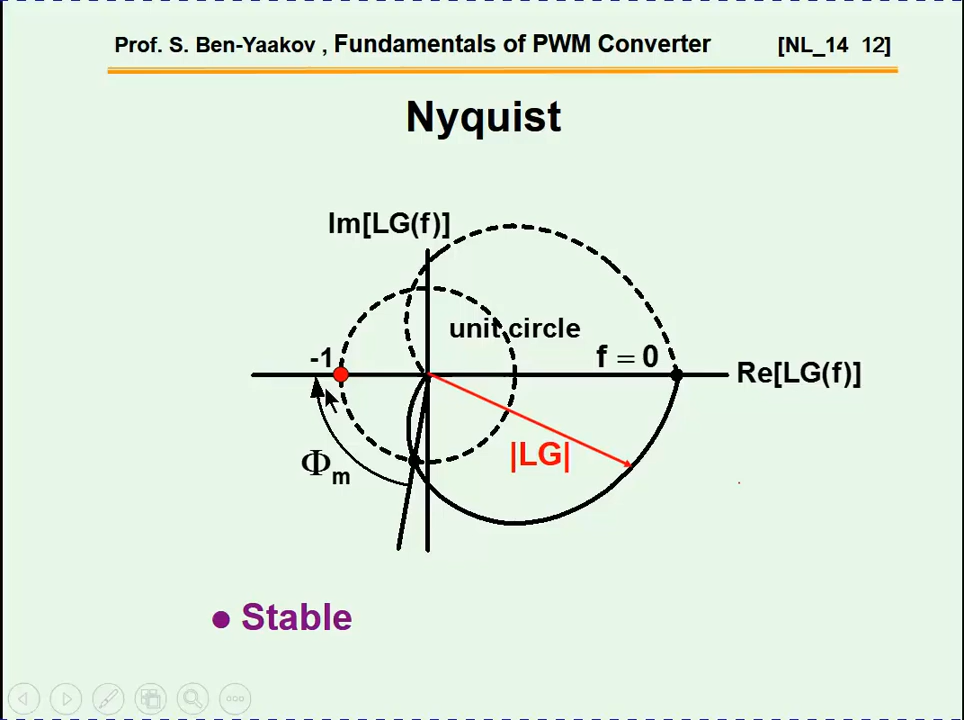 Prof. S. Ben-Yaakov , Fundamentals of PWM Converter [NL_14 12]
Nyquist
Im[LG(f)]
unit circle
-1
f = 0
Re[LG(f)]
|LG|
Φm
● Stable